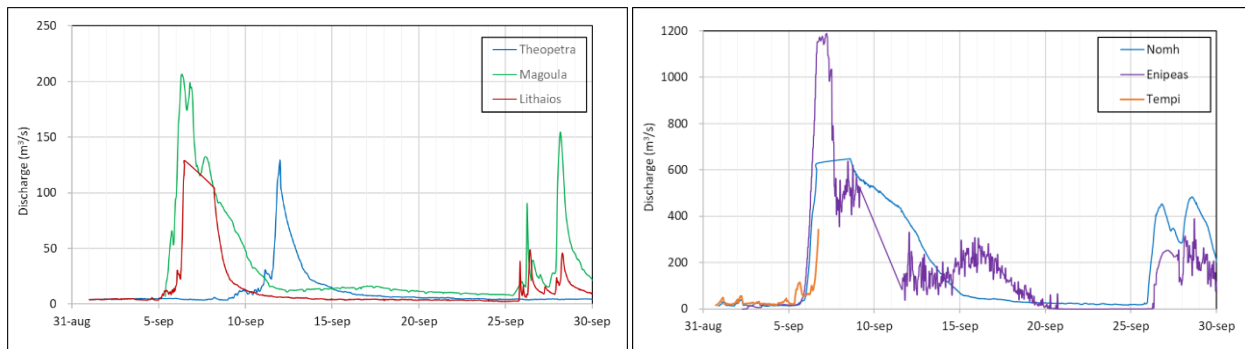 250
200
150
100
50
0
Discharge (m³/s)
Theopetra
Magoula
Lithaios
31-aug 5-sep 10-sep 15-sep 20-sep 25-sep 30-sep
1200
1000
800
600
400
200
0
Discharge (m³/s)
Nomh
Enipeas
Tempi
31-aug 5-sep 10-sep 15-sep 20-sep 25-sep 30-sep